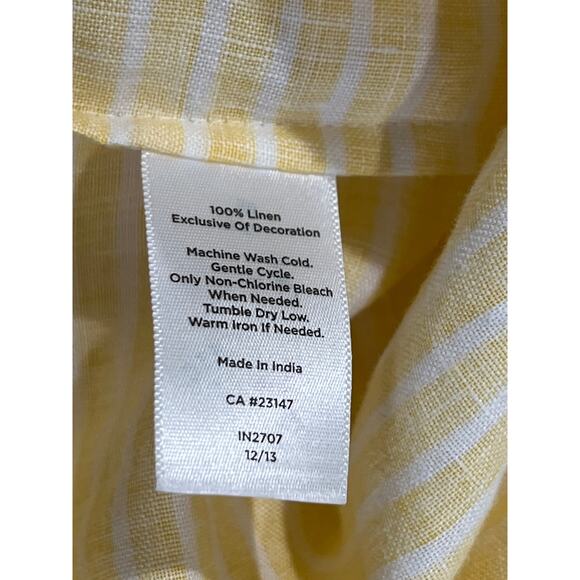 100% Linen
Exclusive Of Decoration
Machine Wash Cold.
Gentle Cycle.
Only Non-Chlorine Bleach
When Needed.
Tumble Dry Low.
Warm Iron If Needed.
Made In India
CA #23147
IN2707
12/13